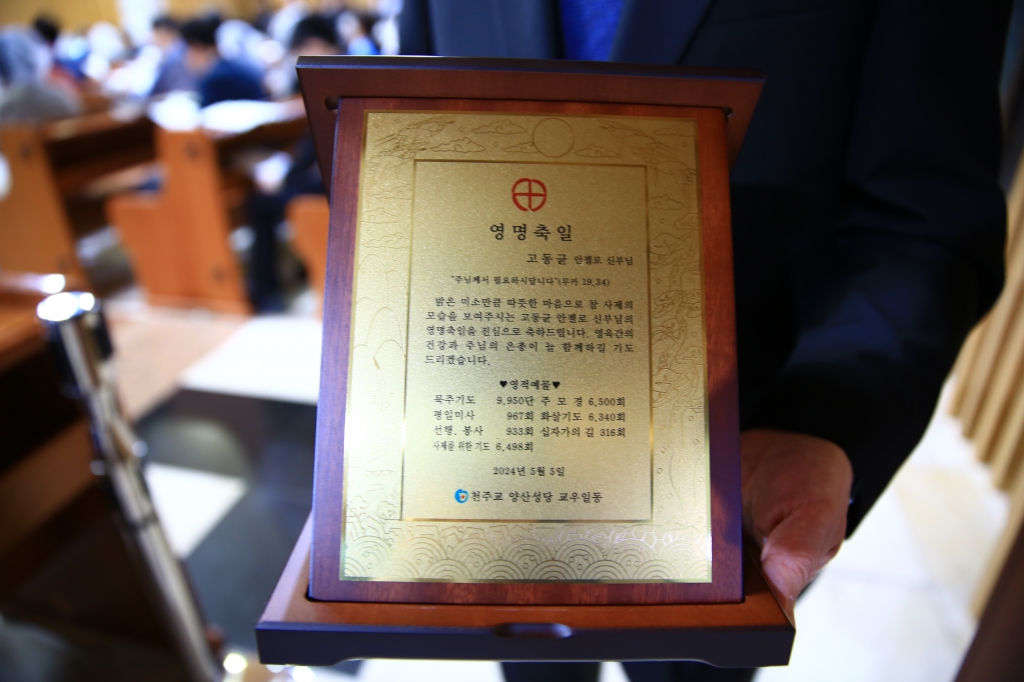 영명축일
고동균 안젤로 신부님
"주님께서 필요하시답니다"(루카 19,34)
밝은 미소만큼 따뜻한 마음으로 참 사제의
모습을 보여주시는 고동균 안젤로 신부님의
영명축일을 진심으로 축하드립니다. 영육간의
건강과 주님의 은총이 늘 함께하길 기도
드리겠습니다.
♥영적예물♥
묵주기도 9,950단 주 모 경 6,500회
평일미사 967회 화살기도 6,340회
선행, 봉사 933회 십자가의 길 316회
사제를 위한 기도 6,498회
2024년 5월 5일
천주교 양산성당 교우일동